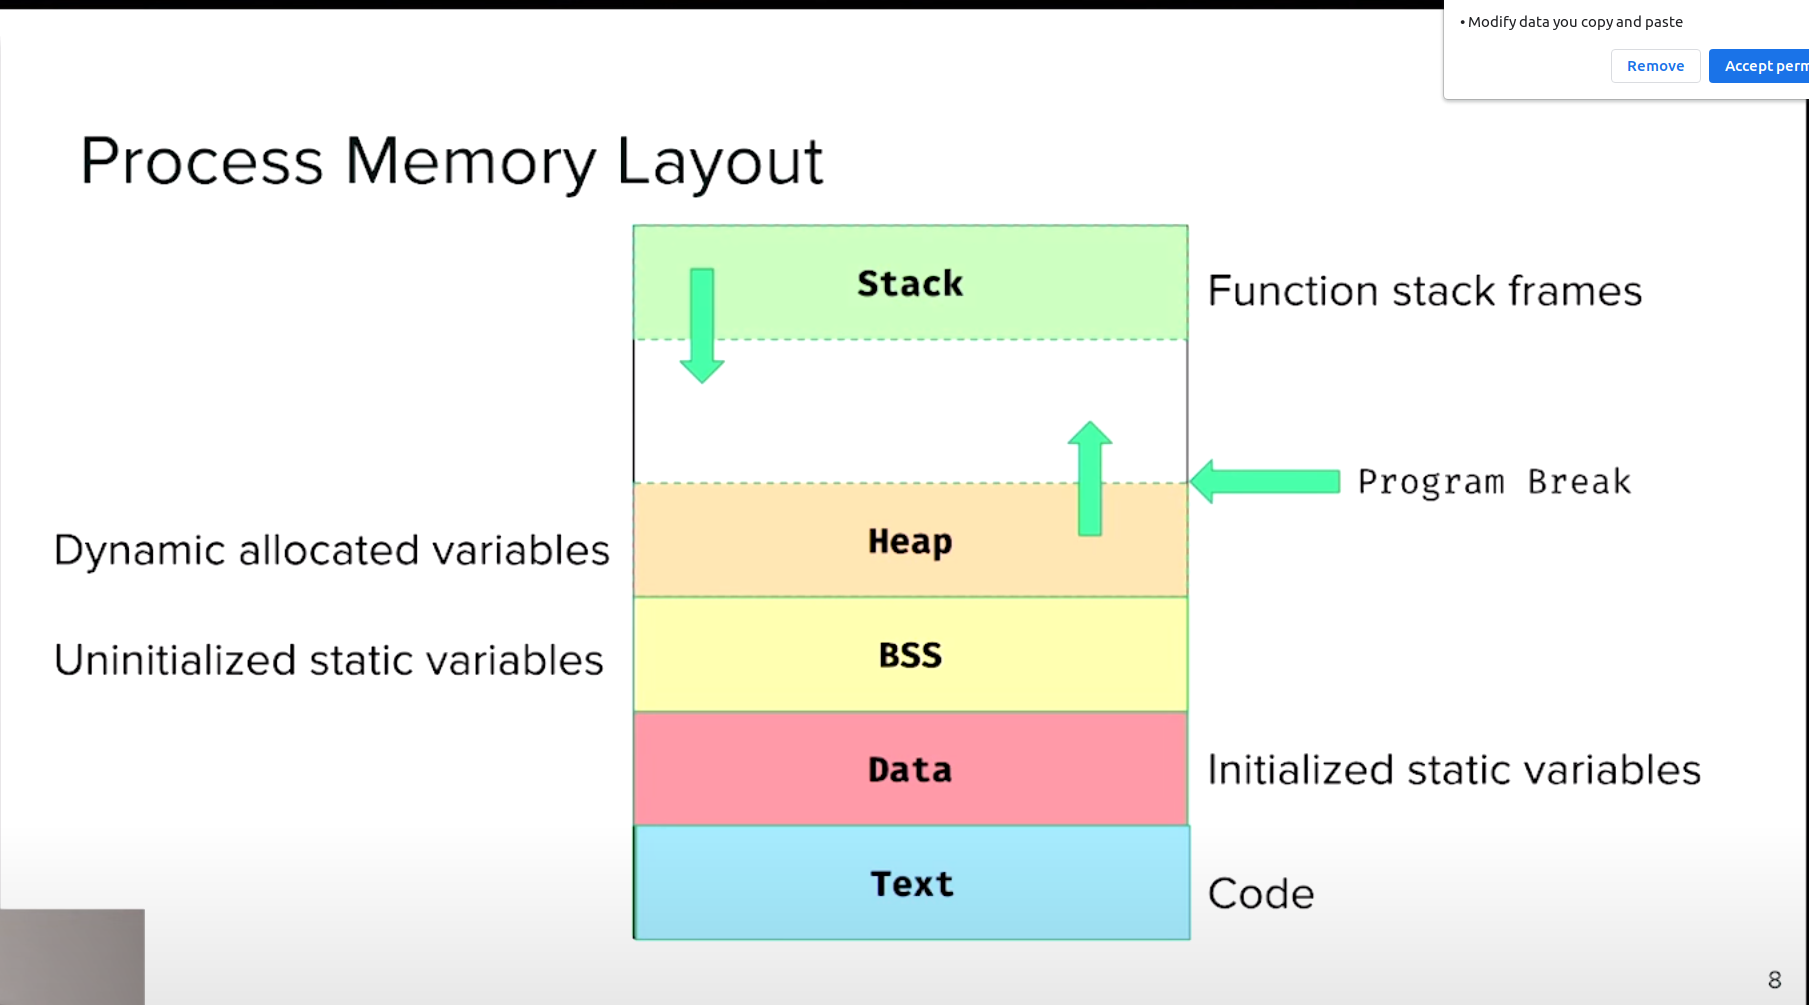 • Modify data you copy and paste
Remove
Accept perm
Process Memory Layout
Stack
Function stack frames
Program Break
Heap
Dynamic allocated variables
BSS
Uninitialized static variables
Data
Initialized static variables
Text
Code
8